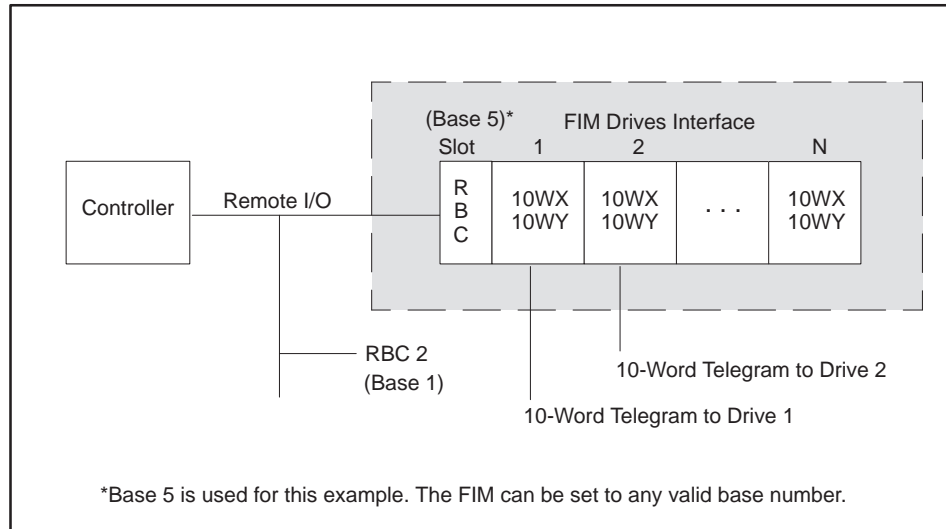 (Base 5)* FIM Drives Interface
Slot 1 2 N
Controller
Remote I/O
R
B
C
10WX
10WY
10WX
10WY
. . .
10WX
10WY
RBC 2
(Base 1)
10-Word Telegram to Drive 2
10-Word Telegram to Drive 1
*Base 5 is used for this example. The FIM can be set to any valid base number.